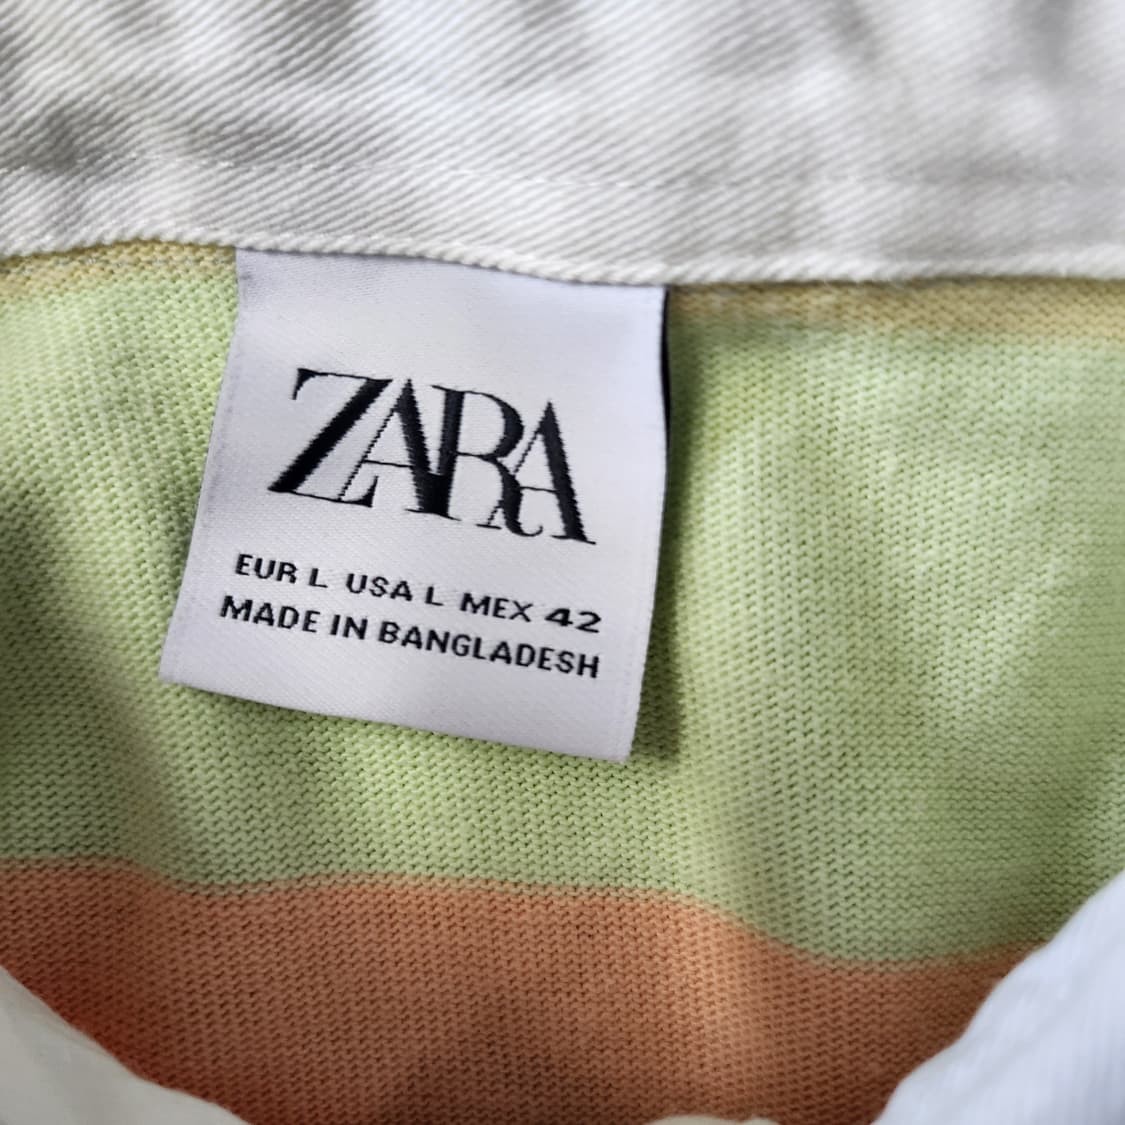 ZARA
EUR L USA L MEX 42
MADE IN BANGLADESH